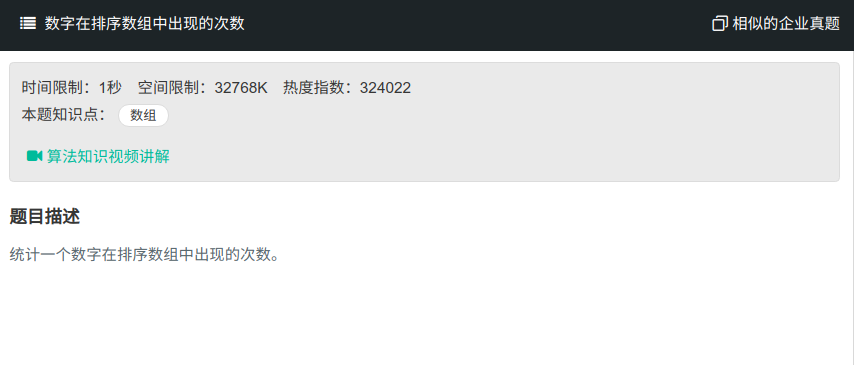 数字在排序数组中出现的次数 相似的企业真题
时间限制：1秒 空间限制：32768K 热度指数：324022
本题知识点： 数组
算法知识视频讲解
题目描述
统计一个数字在排序数组中出现的次数。